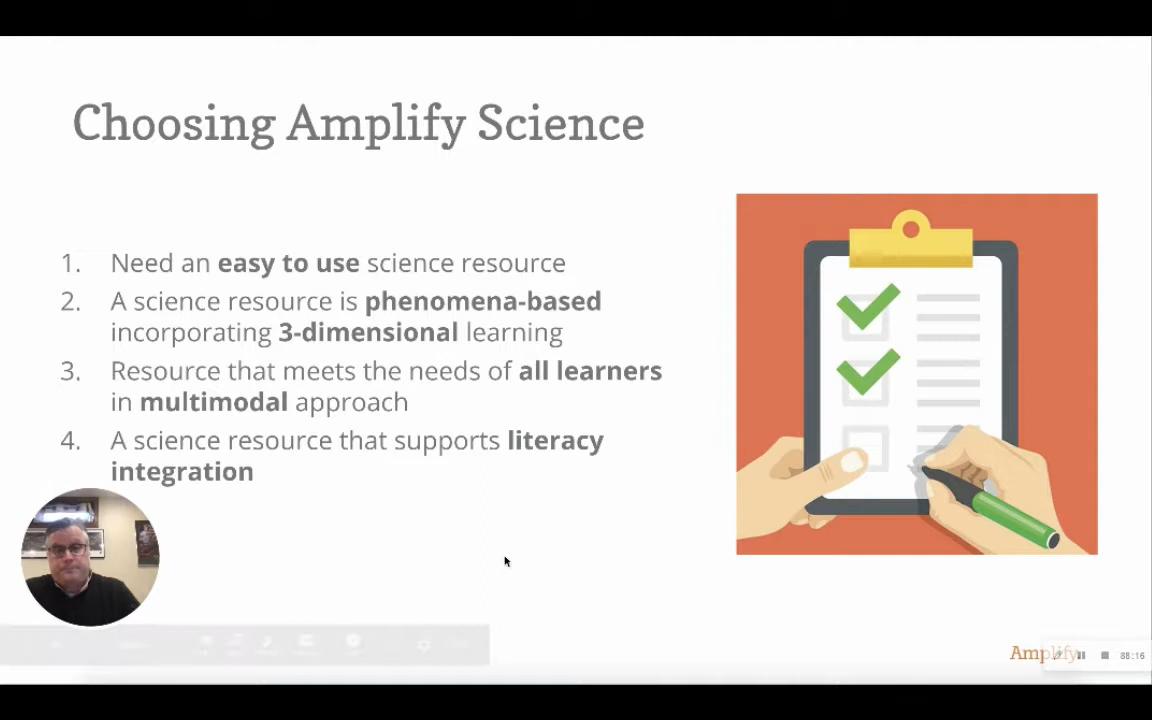 Choosing Amplify Science
1. Need an easy to use science resource
2. A science resource is phenomena-based
incorporating 3-dimensional learning
3. Resource that meets the needs of all learners
in multimodal approach
4. A science resource that supports literacy
integration
Amplify
88:16